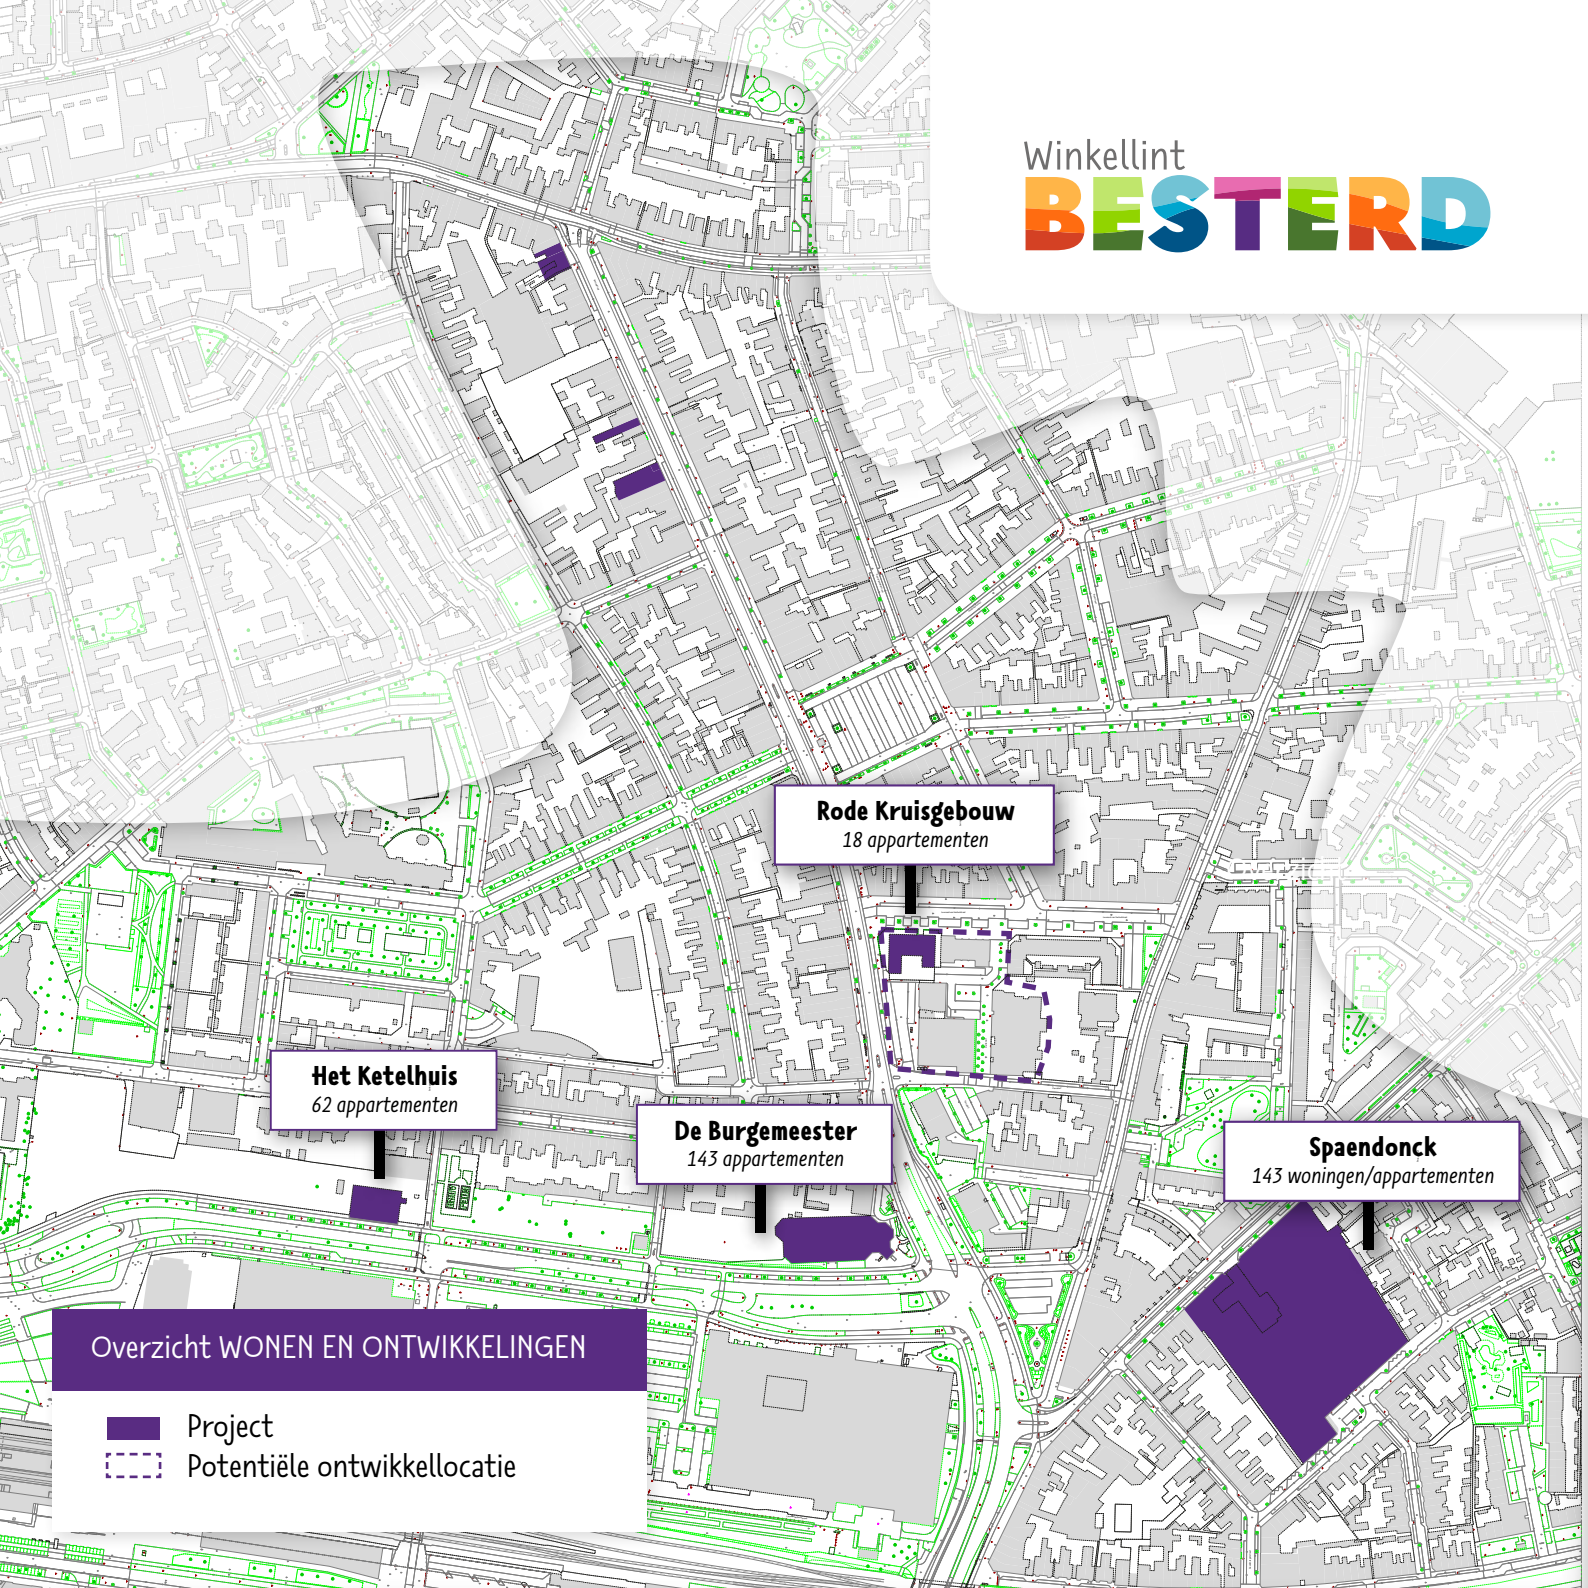 Winkellint
BESTERD
Rode Kruisgebouw
18 appartementen
Het Ketelhuis
62 appartementen
De Burgemeester
143 appartementen
Spaendonck
143 woningen/appartementen
Overzicht WONEN EN ONTWIKKELINGEN
Project
Potentiële ontwikkellocatie